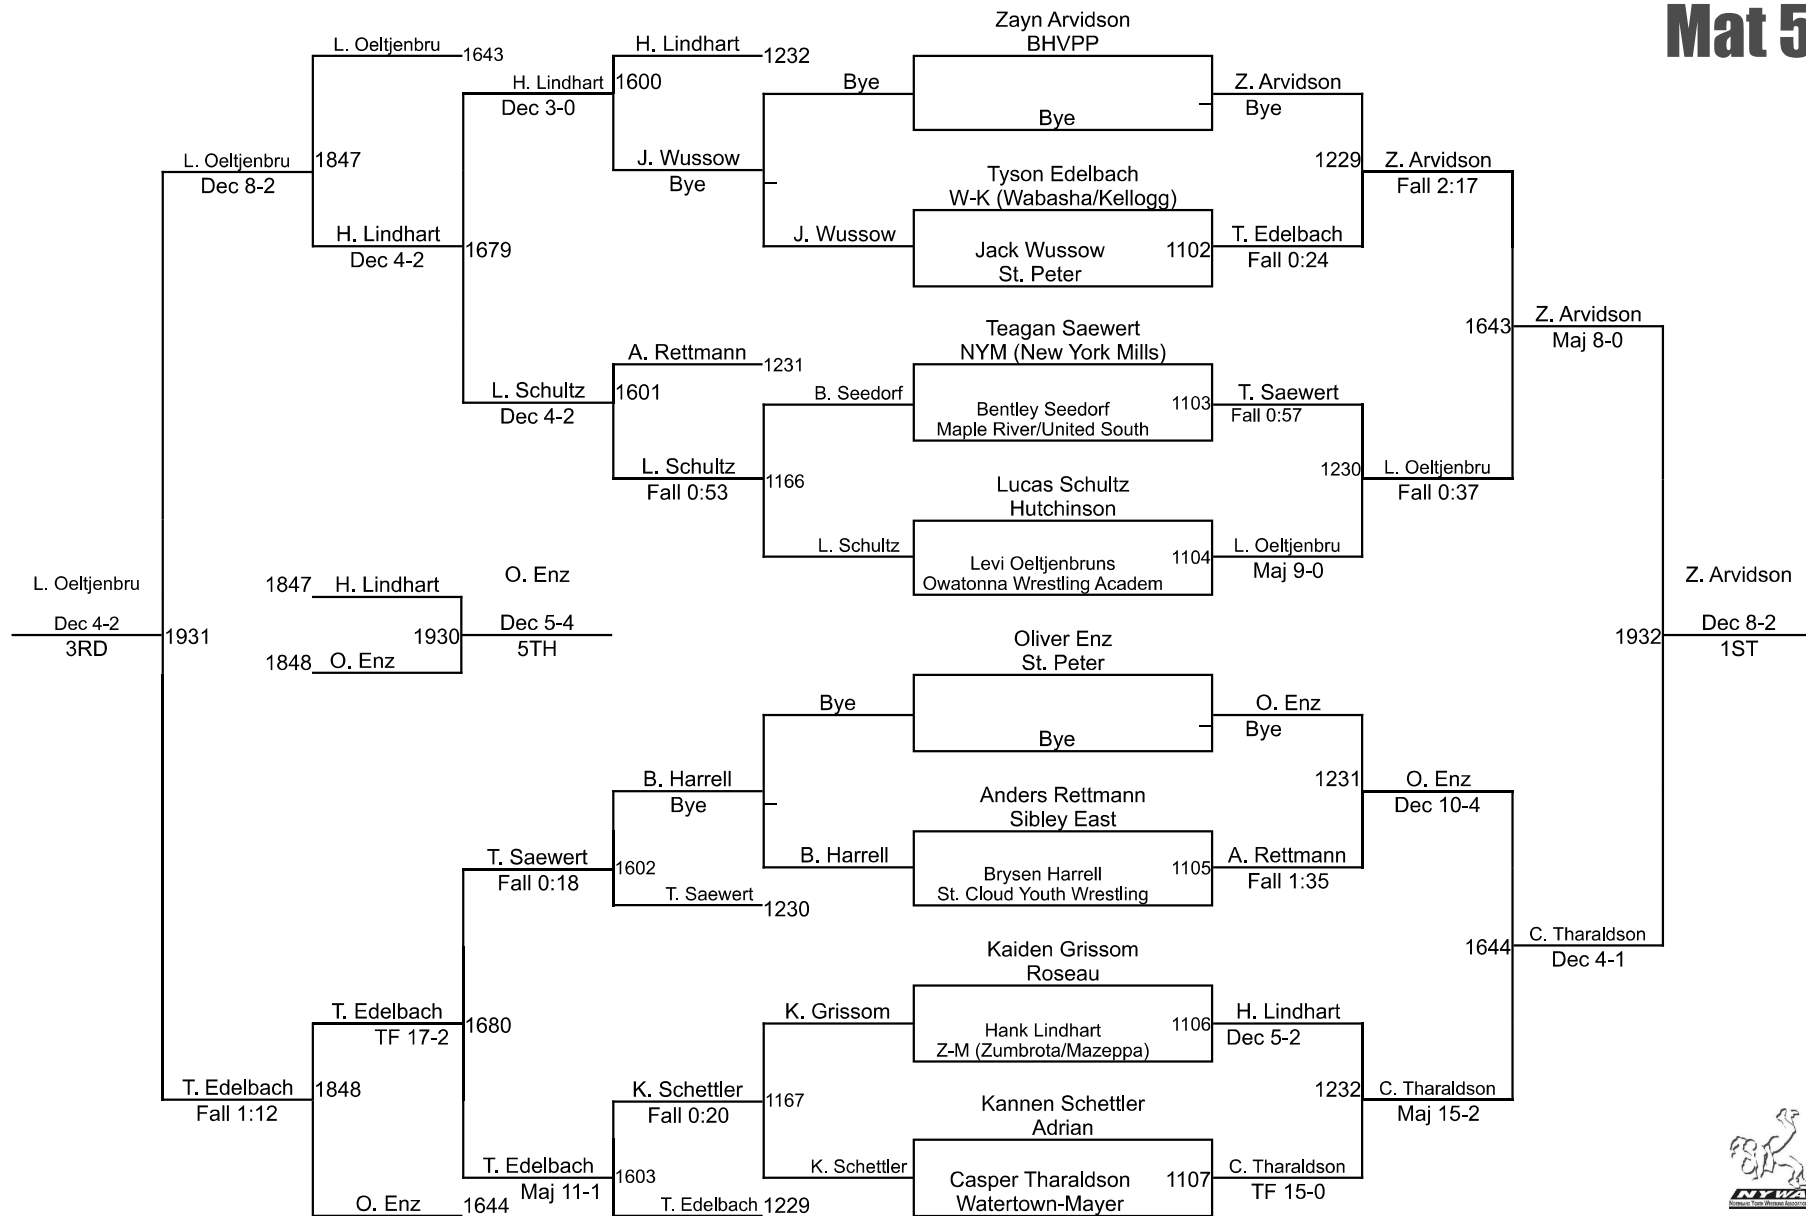 Mat 5
Zayn Arvidson
BHVPP
L. Oeltjenbru
1643
H. Lindhart
1232
H. Lindhart
1600
Dec 3-0
Bye
Bye
Z. Arvidson
Bye
L. Oeltjenbru
1847
Dec 8-2
J. Wussow
Bye
1229
Z. Arvidson
Fall 2:17
Tyson Edelbach
W-K (Wabasha/Kellogg)
H. Lindhart
1679
Dec 4-2
J. Wussow
Jack Wussow
1102
St. Peter
T. Edelbach
Fall 0:24
Teagan Saewert
NYM (New York Mills)
1643
Z. Arvidson
Maj 8-0
A. Rettmann
1231
L. Schultz
1601
Dec 4-2
B. Seedorf
Bentley Seedorf
1103
Maple River/United South
T. Saewert
Fall 0:57
L. Schultz
1166
Fall 0:53
1230
L. Oeltjenbru
Fall 0:37
Lucas Schultz
Hutchinson
L. Schultz
Levi Oeltjenbruns
1104
Owatonna Wrestling Academ
L. Oeltjenbru
Maj 9-0
L. Oeltjenbru
Dec 4-2
3RD
1931
1847
H. Lindhart
1930
1848
O. Enz
O. Enz
Dec 5-4
5TH
Z. Arvidson
1932
Dec 8-2
1ST
Oliver Enz
St. Peter
Bye
Bye
O. Enz
Bye
B. Harrell
Bye
1231
O. Enz
Dec 10-4
Anders Rettmann
Sibley East
T. Saewert
1602
Fall 0:18
B. Harrell
Brysen Harrell
1105
St. Cloud Youth Wrestling
A. Rettmann
Fall 1:35
T. Saewert
1230
Kaiden Grissom
Roseau
1644
C. Tharaldson
Dec 4-1
T. Edelbach
1680
TF 17-2
K. Grissom
Hank Lindhart
1106
Z-M (Zumbrota/Mazeppa)
H. Lindhart
Dec 5-2
T. Edelbach
1848
Fall 1:12
K. Schettler
1167
Fall 0:20
1232
C. Tharaldson
Maj 15-2
Kannen Schettler
Adrian
T. Edelbach
1603
Maj 11-1
K. Schettler
Casper Tharaldson
1107
Watertown-Mayer
C. Tharaldson
TF 15-0
O. Enz
1644
T. Edelbach
1229
NYWA